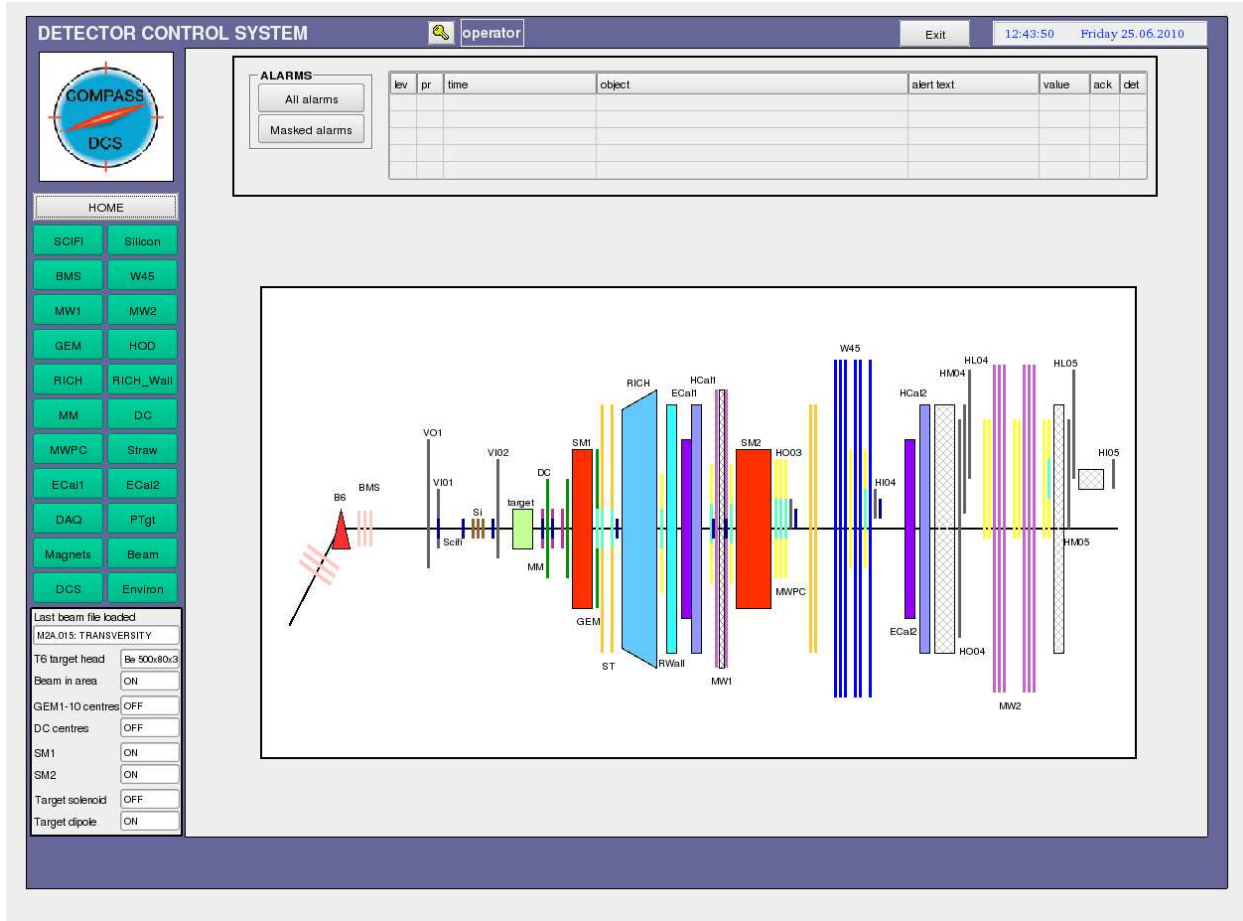 DETECTOR CONTROL SYSTEM operator Exit 12:43:50 Friday 25.06.2010
COMPASS
DCS
ALARMS
All alarms
Masked alarms
lev pr time object alert text value ack det
HOME
SCIFI Silicon
BMS W45
MW1 MW2
GEM HOD
RICH RICH_Wall
MM DC
MWPC Straw
ECal1 ECal2
DAQ PTgt
Magnets Beam
DCS Environ
Last beam file loaded
M2A.015: TRANSVERSITY
T6 target head Be 500x80x3
Beam in area ON
GEM1-10 centres OFF
DC centres OFF
SM1 ON
SM2 ON
Target solenoid OFF
Target dipole ON
W45
HL04
HL05
HM04
RICH
HCal1
ECal1
HCal2
VO1
SM1
SM2
VI02
HO03
HI05
DC
VI01
HI04
BMS
B6
target
Si
Scifi
HM05
MM
MWPC
GEM
ECal2
HO04
ST
RWall
MW1
MW2